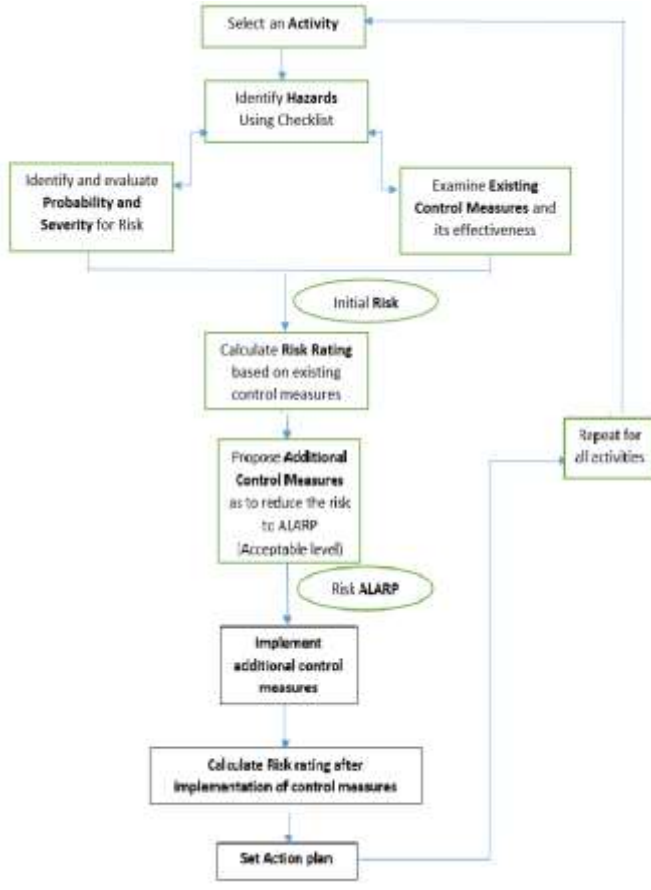 Select an Activity
Identify Hazards
Using Checklist
Identify and evaluate
Probability and
Severity for Risk
Examine Existing
Control Measures and
its effectiveness
Initial Risk
Calculate Risk Rating
based on existing
control measures
Repeat for
all activities
Propose Additional
Control Measures
as to reduce the risk
to ALARP
(Acceptable level)
Risk ALARP
Implement
additional control
measures
Calculate Risk rating after
implementation of control measures
Set Action plan